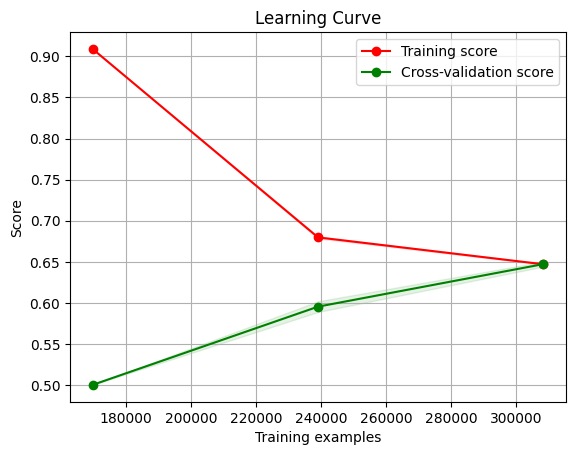 Learning Curve
Training score
Cross-validation score
0.90
0.85
0.80
0.75
0.70
0.65
0.60
0.55
0.50
Score
180000 200000 220000 240000 260000 280000 300000
Training examples